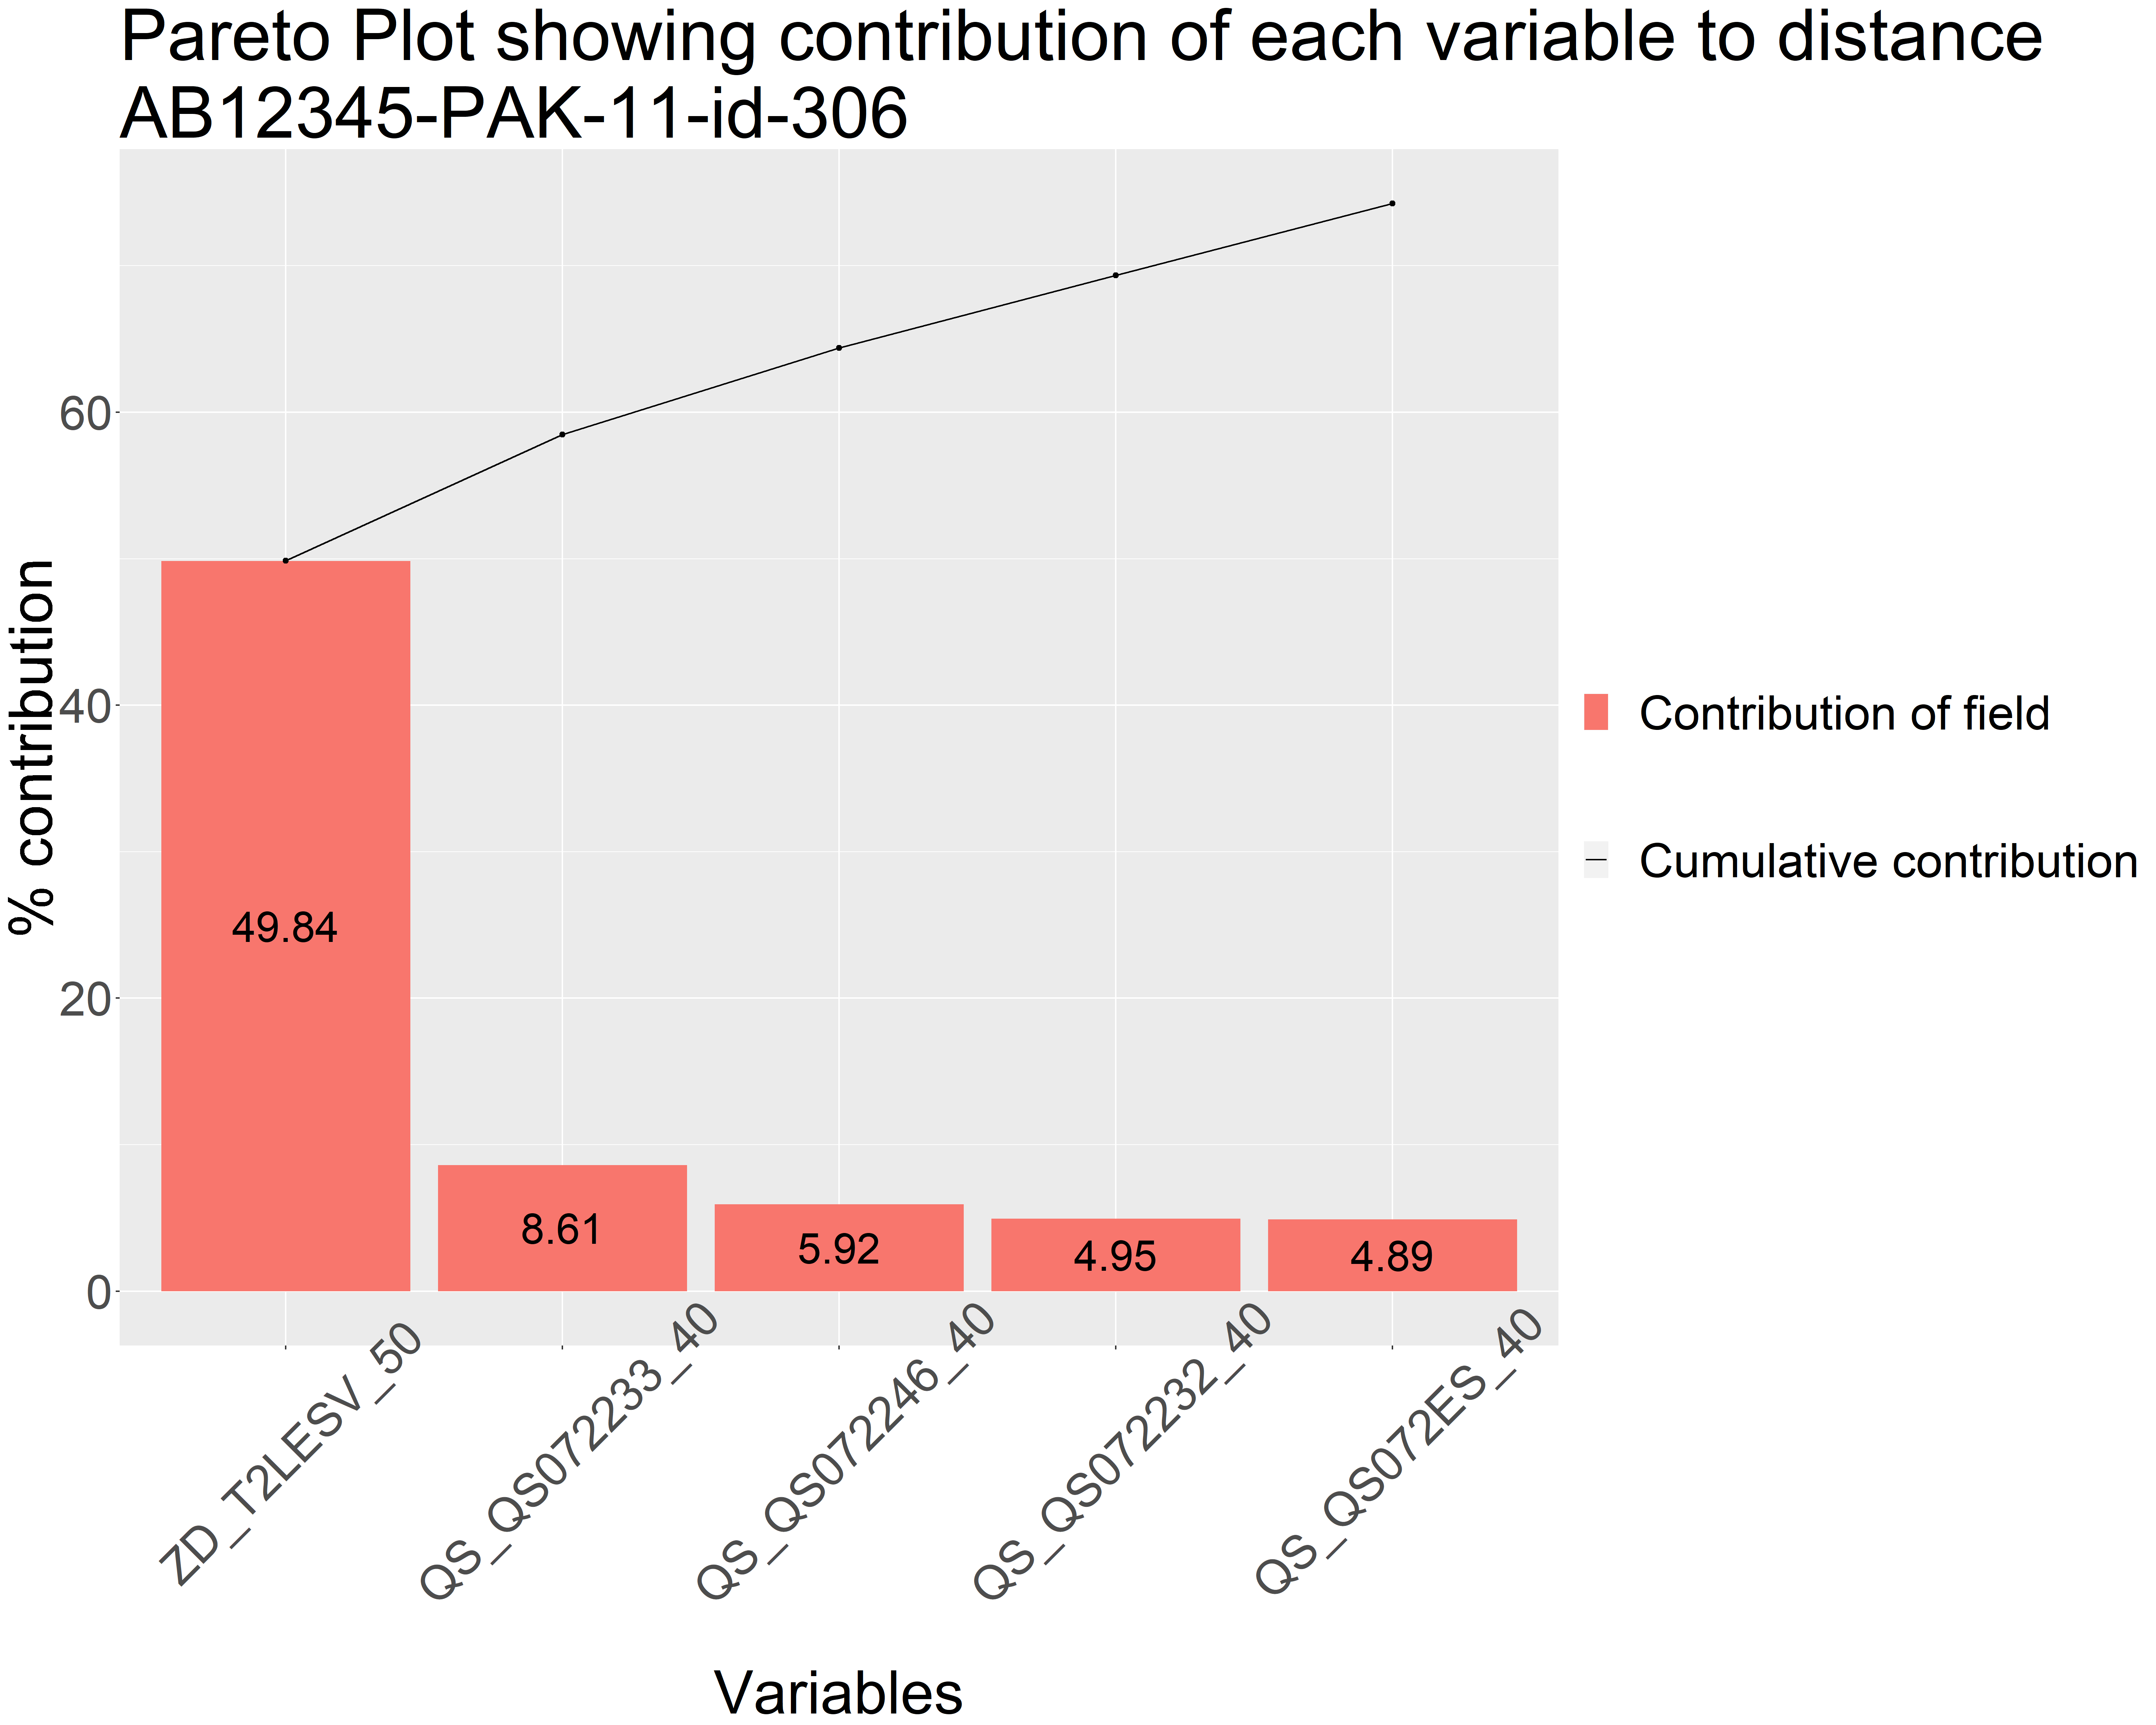 Pareto Plot showing contribution of each variable to distance
AB12345-PAK-11-id-306
% contribution
60
40
20
0
49.84
8.61
5.92
4.95
4.89
ZD_T2LESV_50
QS_QS072233_40
QS_QS072246_40
QS_QS072232_40
QS_QS072ES_40
Variables
Contribution of field
Cumulative contribution